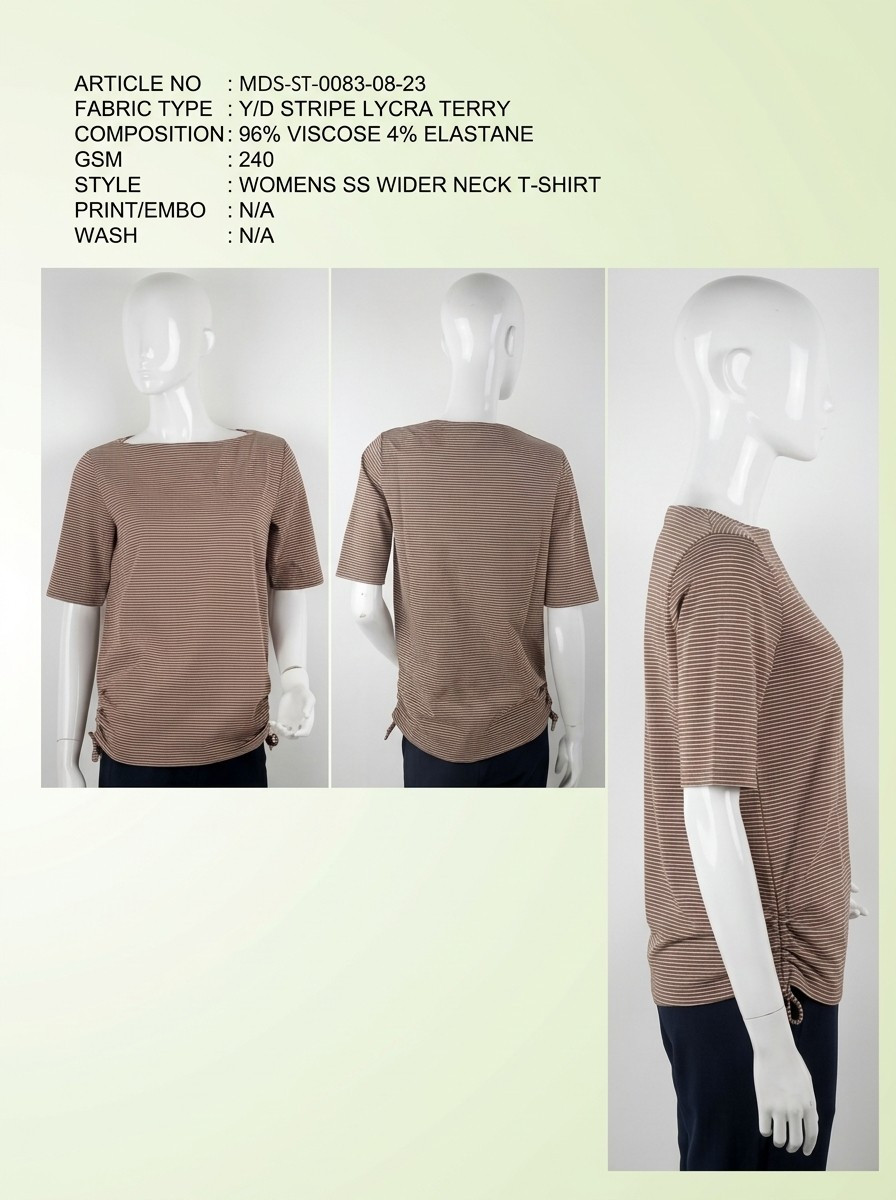 ARTICLE NO : MDS-ST-0083-08-23
FABRIC TYPE : Y/D STRIPE LYCRA TERRY
COMPOSITION : 96% VISCOSE 4% ELASTANE
GSM : 240
STYLE : WOMENS SS WIDER NECK T-SHIRT
PRINT/EMBO : N/A
WASH : N/A